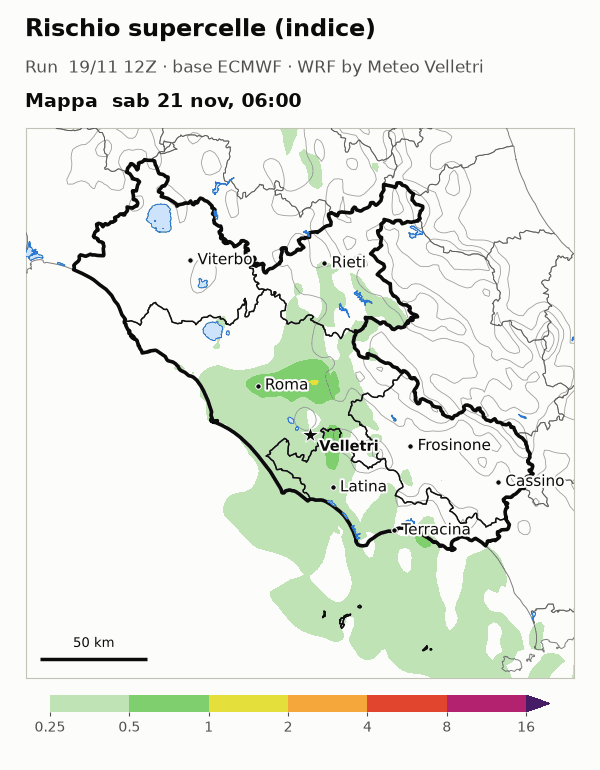 Rischio supercelle (indice)
Run  19/11 12Z · base ECMWF · WRF by Meteo Velletri
Mappa  sab 21 nov, 06:00
Viterbo
Rieti
Roma
Velletri
Frosinone
Latina
Cassino
Terracina
50 km
0.25 0.5 1 2 4 8 16